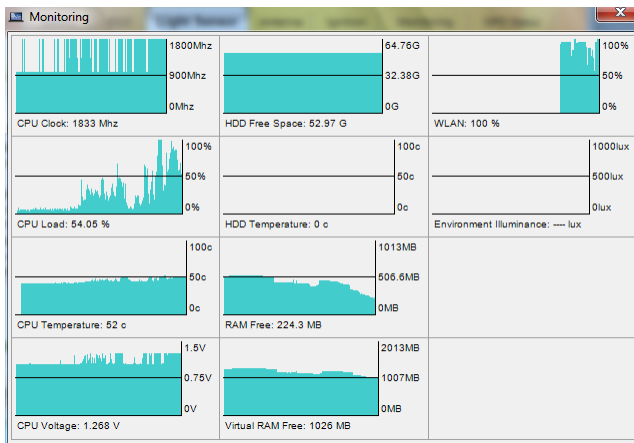 Monitoring
Light Sensor
1800Mhz
900Mhz
0Mhz
CPU Clock: 1833 Mhz
64.76G
32.38G
0G
HDD Free Space: 52.97 G
100%
50%
0%
WLAN: 100 %
100%
50%
0%
CPU Load: 54.05 %
100c
50c
0c
HDD Temperature: 0 c
1000lux
500lux
0lux
Environment Illuminance: ---- lux
100c
50c
0c
CPU Temperature: 52 c
1013MB
506.6MB
0MB
RAM Free: 224.3 MB
1.5V
0.75V
0V
CPU Voltage: 1.268 V
2013MB
1007MB
0MB
Virtual RAM Free: 1026 MB